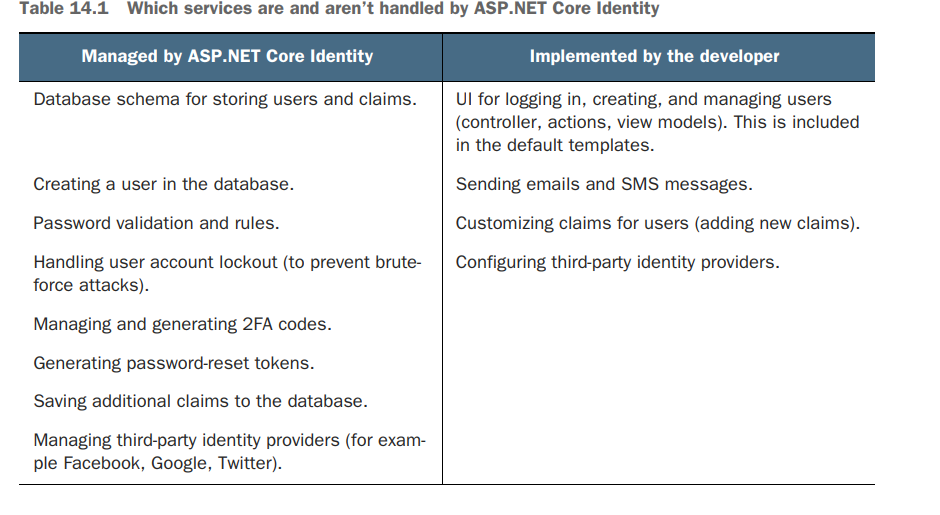 Table 14.1 Which services are and aren’t handled by ASP.NET Core Identity
Managed by ASP.NET Core Identity
Implemented by the developer
Database schema for storing users and claims.
UI for logging in, creating, and managing users
(controller, actions, view models). This is included
in the default templates.
Creating a user in the database.
Sending emails and SMS messages.
Password validation and rules.
Customizing claims for users (adding new claims).
Handling user account lockout (to prevent brute-
force attacks).
Configuring third-party identity providers.
Managing and generating 2FA codes.
Generating password-reset tokens.
Saving additional claims to the database.
Managing third-party identity providers (for exam-
ple Facebook, Google, Twitter).